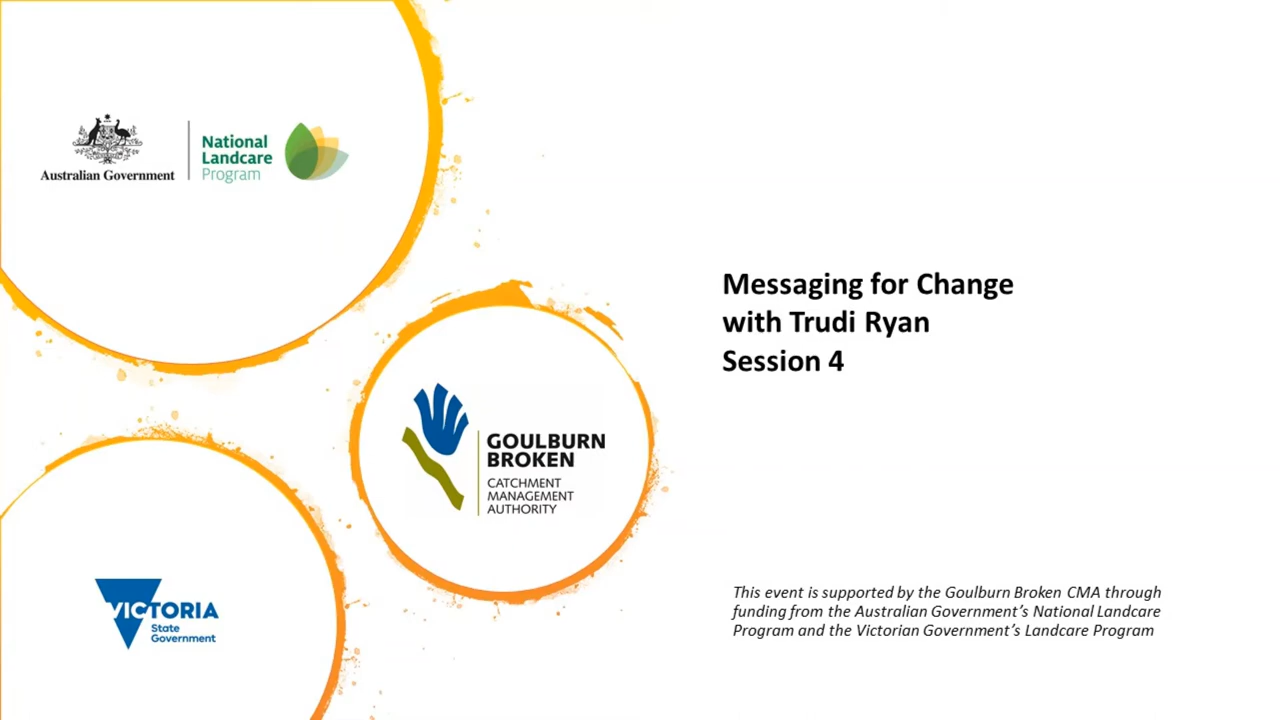 Australian Government
National
Landcare
Program
Messaging for Change
with Trudi Ryan
Session 4
GOULBURN
BROKEN
CATCHMENT
MANAGEMENT
AUTHORITY
VICTORIA
State
Government
This event is supported by the Goulburn Broken CMA through
funding from the Australian Government's National Landcare
Program and the Victorian Government's Landcare Program